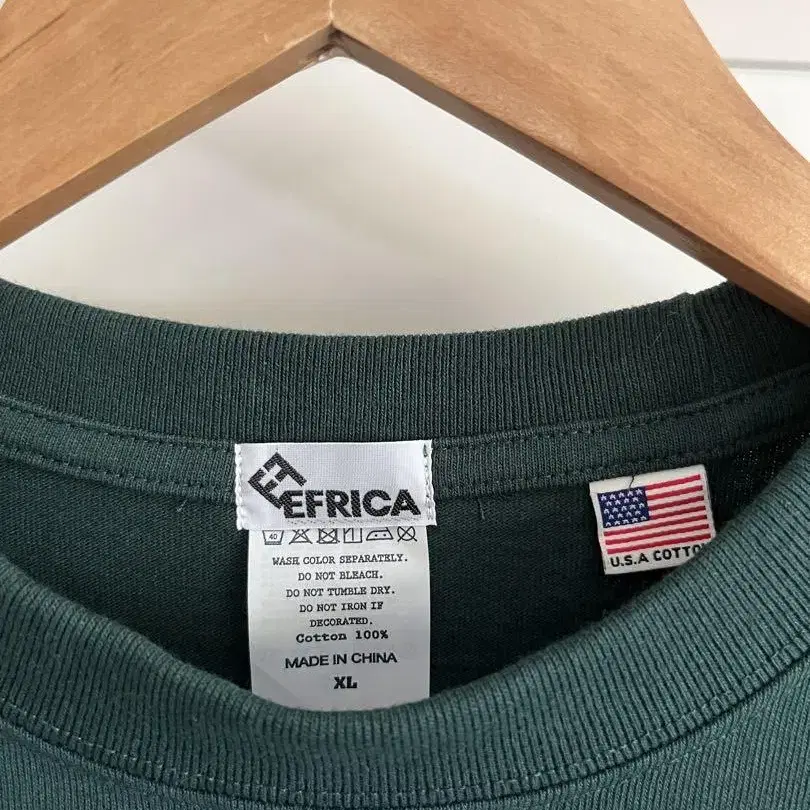 EFRICA
40
WASH COLOR SEPARATELY.
DO NOT BLEACH.
DO NOT TUMBLE DRY.
DO NOT IRON IF
DECORATED.
Cotton 100%
MADE IN CHINA
XL
U.S.A COTTO